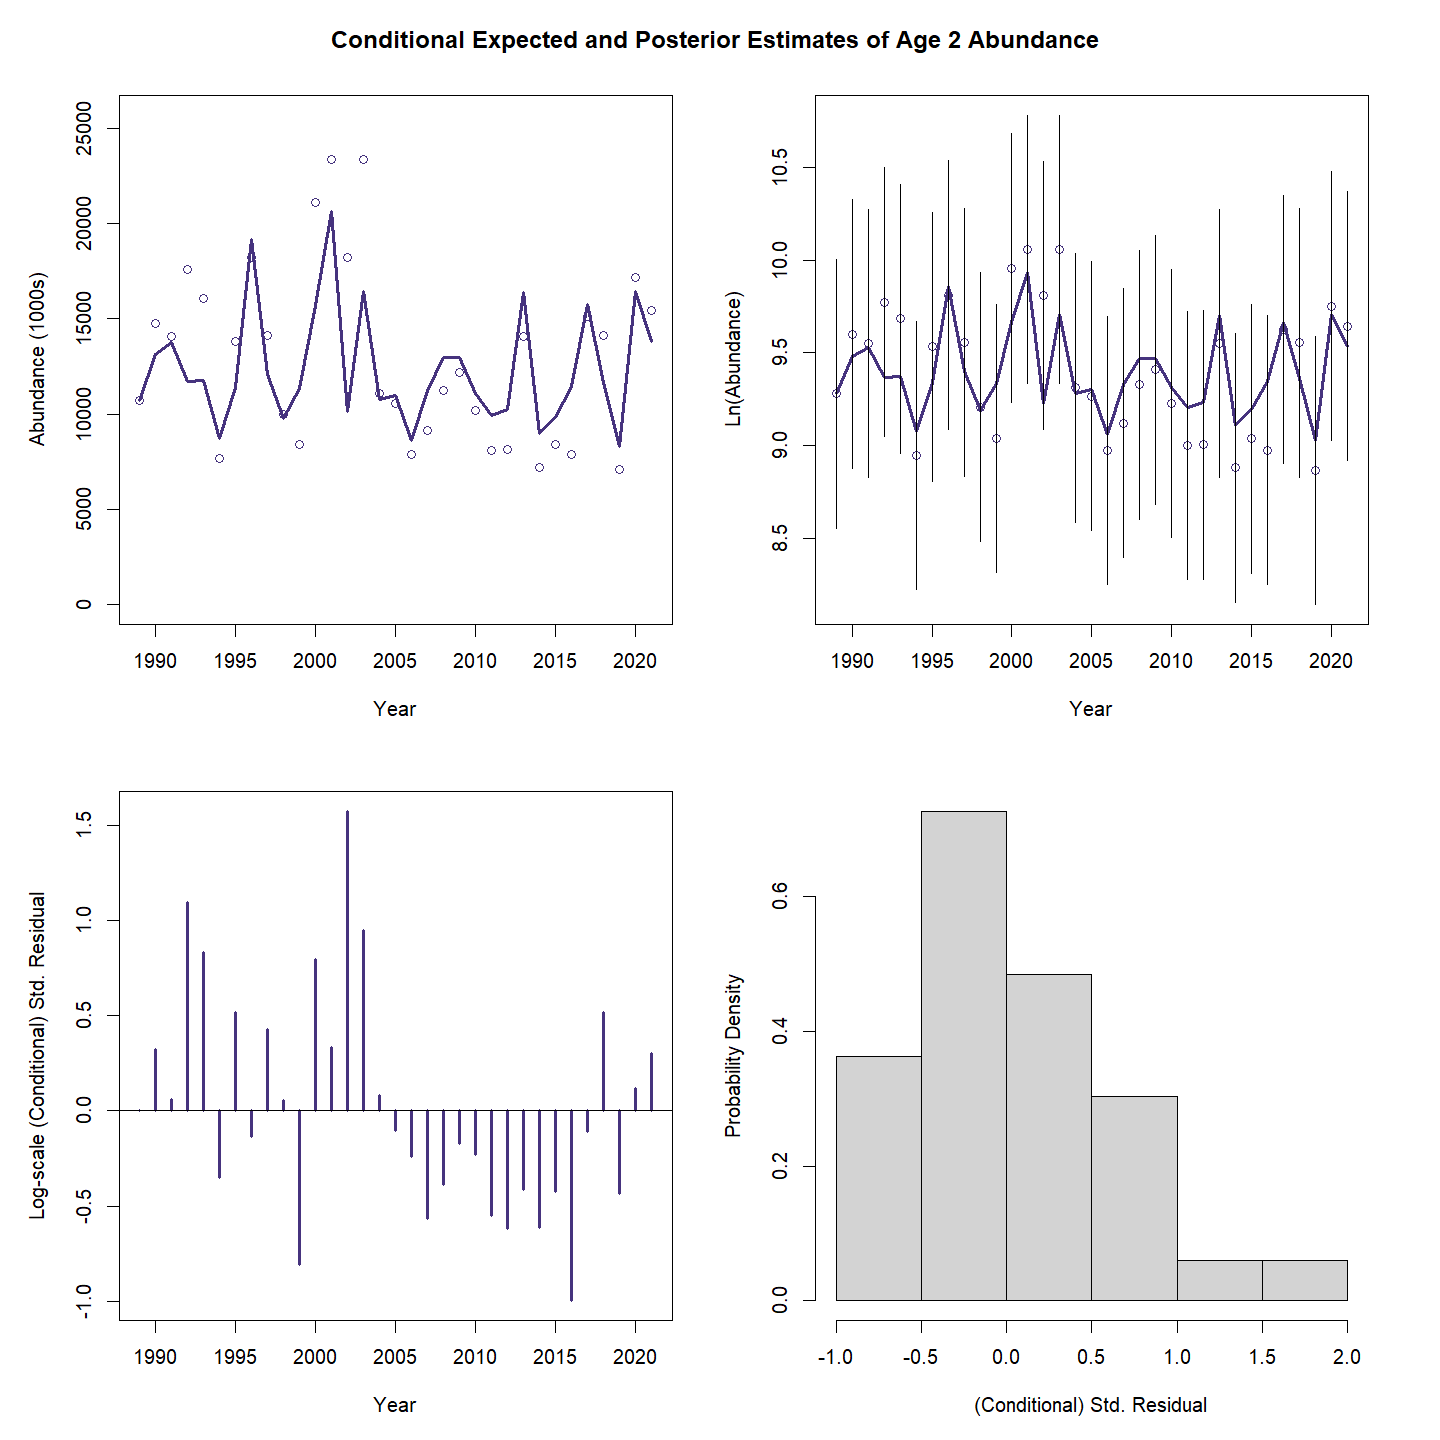 Conditional Expected and Posterior Estimates of Age 2 Abundance
Abundance (1000s)
25000
20000
15000
10000
5000
0
1990 1995 2000 2005 2010 2015 2020
Year
Ln(Abundance)
10.5
10.0
9.5
9.0
8.5
1990 1995 2000 2005 2010 2015 2020
Year
Log-scale (Conditional) Std. Residual
1.5
1.0
0.5
0.0
-0.5
-1.0
1990 1995 2000 2005 2010 2015 2020
Year
Probability Density
0.6
0.4
0.2
0.0
-1.0 -0.5 0.0 0.5 1.0 1.5 2.0
(Conditional) Std. Residual